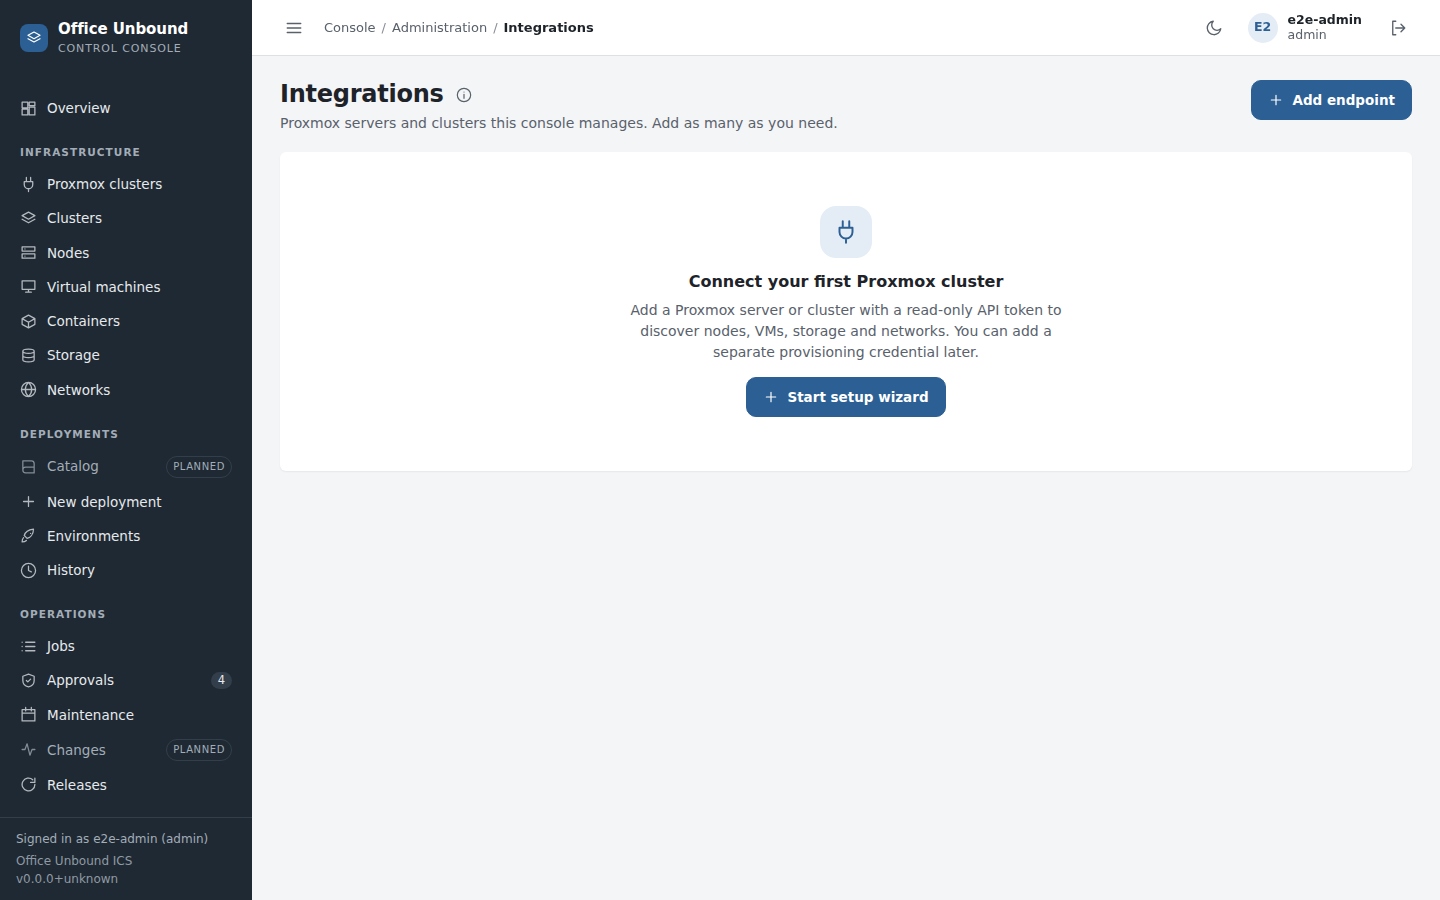 Office Unbound
CONTROL CONSOLE
Overview
INFRASTRUCTURE
Proxmox clusters
Clusters
Nodes
Virtual machines
Containers
Storage
Networks
DEPLOYMENTS
Catalog PLANNED
New deployment
Environments
History
OPERATIONS
Jobs
Approvals 4
Maintenance
Changes PLANNED
Releases
Signed in as e2e-admin (admin)
Office Unbound ICS
v0.0.0+unknown
Console / Administration / Integrations
E2 e2e-admin
admin
Integrations
Proxmox servers and clusters this console manages. Add as many as you need.
Add endpoint
Connect your first Proxmox cluster
Add a Proxmox server or cluster with a read-only API token to
discover nodes, VMs, storage and networks. You can add a
separate provisioning credential later.
Start setup wizard